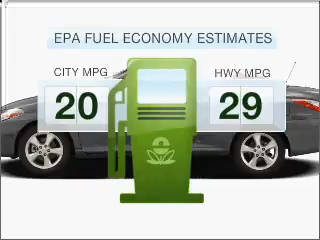 EPA FUEL ECONOMY ESTIMATES
CITY MPG
HWY MPG
20
29